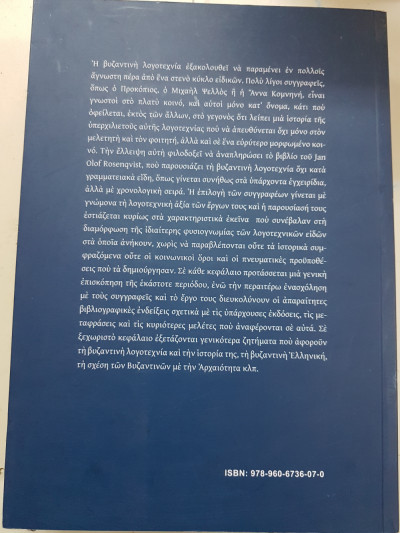 Ἡ βυζαντινὴ λογοτεχνία ἐξακολουθεῖ νὰ παραμένει ἐν πολλοῖς
ἄγνωστη πέρα ἀπὸ ἕνα στενὸ κύκλο εἰδικῶν. Πολὺ λίγοι συγγραφεῖς,
ὅπως ὁ Προκόπιος, ὁ Μιχαὴλ Ψελλὸς ἢ ἡ Ἄννα Κομνηνή, εἶναι
γνωστοὶ στὸ πλατὺ κοινό, καὶ αὐτοὶ μόνο κατ' ὄνομα, κάτι ποὺ
ὀφείλεται, ἐκτὸς τῶν ἄλλων, στὸ γεγονὸς ὅτι λείπει μιὰ ἱστορία τῆς
ὑπερχιλιετοῦς αὐτῆς λογοτεχνίας ποὺ νὰ ἀπευθύνεται ὄχι μόνο στὸν
μελετητὴ καὶ τὸν φοιτητή, ἀλλὰ καὶ σὲ ἕνα εὐρύτερο μορφωμένο κοι-
νό. Τὴν ἔλλειψη αὐτὴ φιλοδοξεῖ νὰ ἀναπληρώσει τὸ βιβλίο τοῦ Jan
Olof Rosenqvist, ποὺ παρουσιάζει τὴ βυζαντινὴ λογοτεχνία ὄχι κατὰ
γραμματειακὰ εἴδη, ὅπως γίνεται συνήθως στὰ ὑπάρχοντα ἐγχειρίδια,
ἀλλὰ μὲ χρονολογικὴ σειρά. Ἡ ἐπιλογὴ τῶν συγγραφέων γίνεται μὲ
γνώμονα τὴ λογοτεχνικὴ ἀξία τῶν ἔργων τους καὶ ἡ παρουσίασή τους
ἑστιάζεται κυρίως στὰ χαρακτηριστικὰ ἐκεῖνα ποὺ συνέβαλαν στὴ
διαμόρφωση τῆς ἰδιαίτερης φυσιογνωμίας τῶν λογοτεχνικῶν εἰδῶν
στὰ ὁποῖα ἀνήκουν, χωρὶς νὰ παραβλέπονται οὔτε τὰ ἱστορικὰ συμ-
φραζόμενα οὔτε οἱ κοινωνικοὶ ὅροι καὶ οἱ πνευματικὲς προϋποθέ-
σεις ποὺ τὰ δημιούργησαν. Σὲ κάθε κεφάλαιο προτάσσεται μιὰ γενικὴ
ἐπισκόπηση τῆς ἑκάστοτε περιόδου, ἐνῶ τὴν περαιτέρω ἐνασχόληση
μὲ τοὺς συγγραφεῖς καὶ τὸ ἔργο τους διευκολύνουν οἱ ἀπαραίτητες
βιβλιογραφικὲς ἐνδείξεις σχετικὰ μὲ τὶς ὑπάρχουσες ἐκδόσεις, τὶς με-
ταφράσεις καὶ τὶς κυριότερες μελέτες ποὺ ἀναφέρονται σὲ αὐτά. Σὲ
ξεχωριστὸ κεφάλαιο ἐξετάζονται γενικότερα ζητήματα ποὺ ἀφοροῦν
τὴ βυζαντινὴ λογοτεχνία καὶ τὴν ἱστορία της, τὴ βυζαντινὴ Ἑλληνική,
τὴ σχέση τῶν Βυζαντινῶν μὲ τὴν Ἀρχαιότητα κλπ.
ISBN: 978-960-6736-07-0